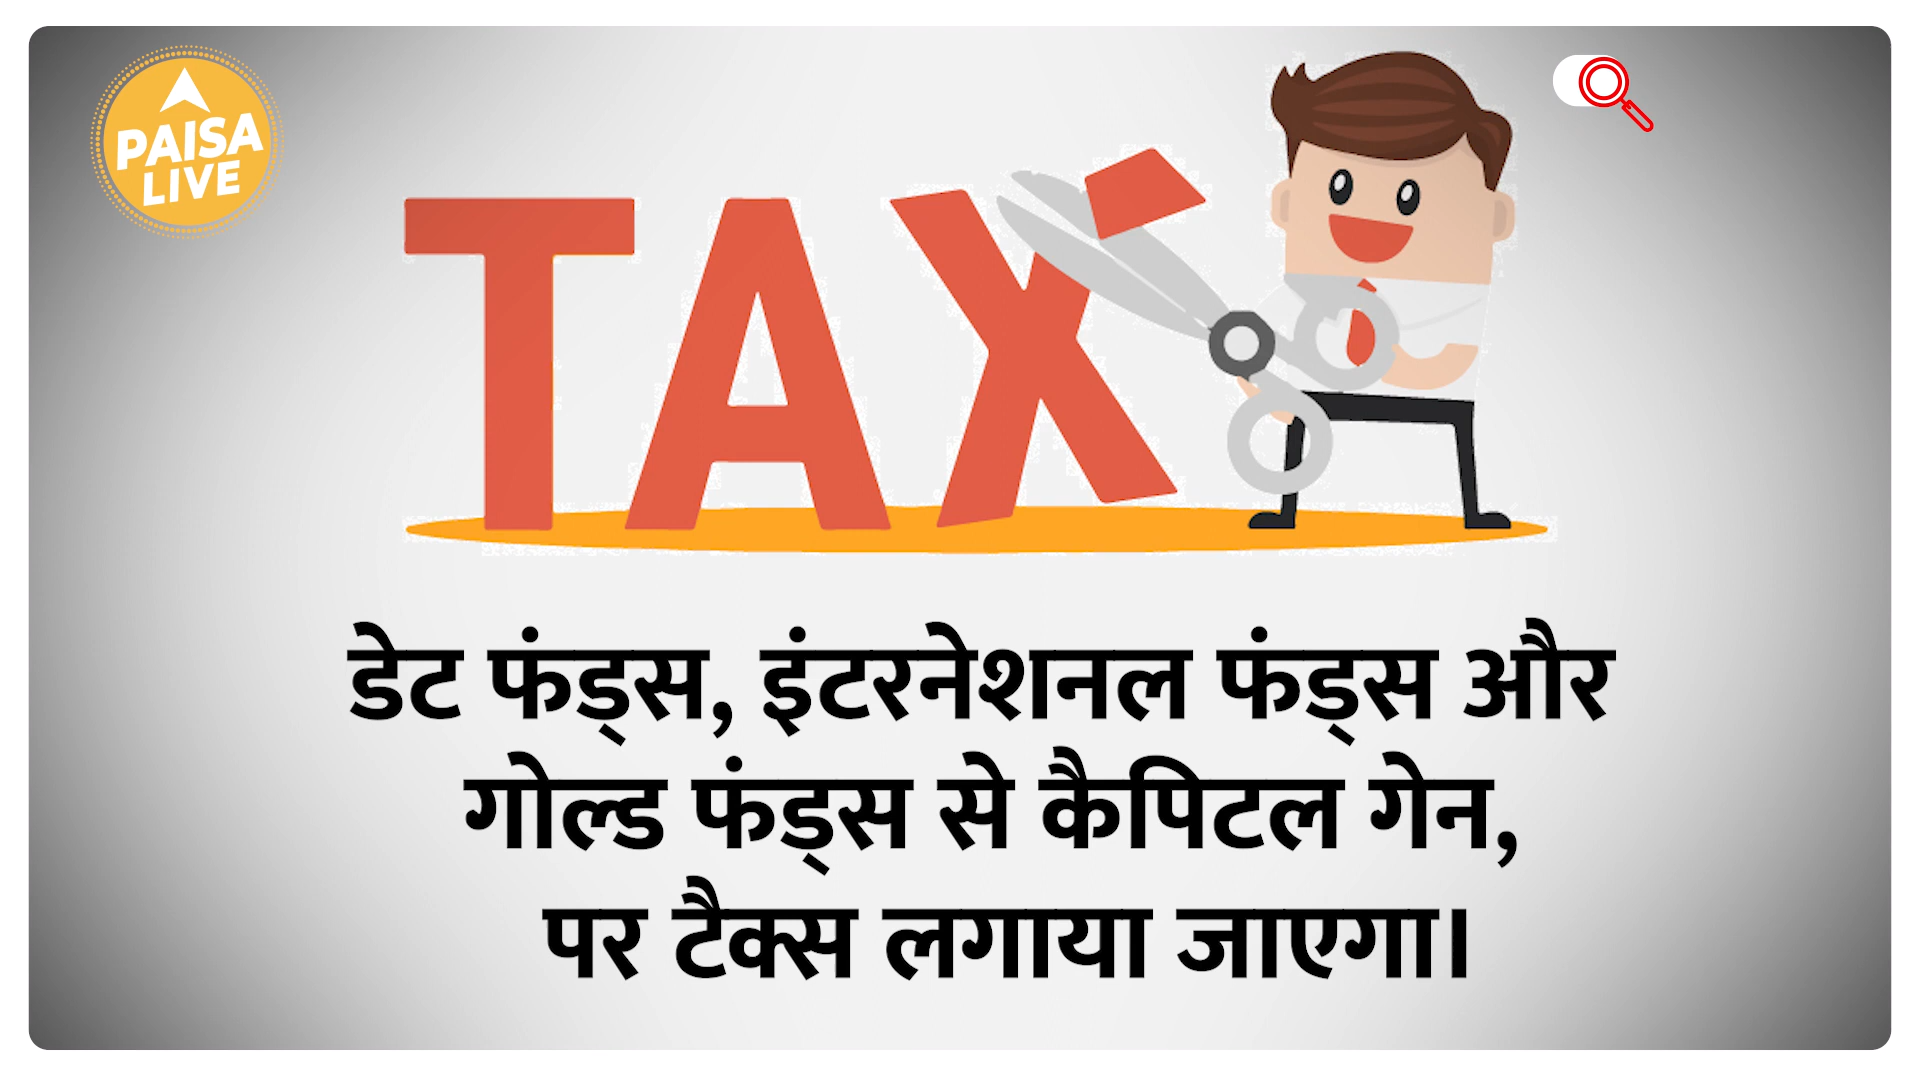 PAISA
LIVE
TAX
डेट फंड्स, इंटरनेशनल फंड्स और
गोल्ड फंड्स से कैपिटल गेन,
पर टैक्स लगाया जाएगा।